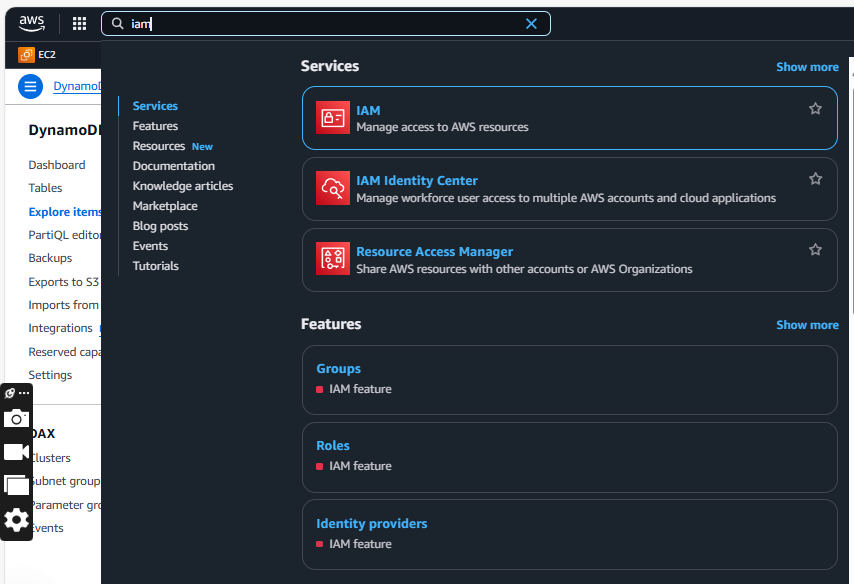 aws
iam
EC2
DynamoD
Services
Show more
Services
Features
Resources New
Documentation
Knowledge articles
Marketplace
Blog posts
Events
Tutorials
IAM
Manage access to AWS resources
IAM Identity Center
Manage workforce user access to multiple AWS accounts and cloud applications
Resource Access Manager
Share AWS resources with other accounts or AWS Organizations
Features
Show more
Groups
IAM feature
Roles
IAM feature
Identity providers
IAM feature
DynamoDB
Dashboard
Tables
Explore items
PartiQL editor
Backups
Exports to S3
Imports from
Integrations
Reserved capa
Settings
DAX
Clusters
Subnet group
Parameter gro
Events